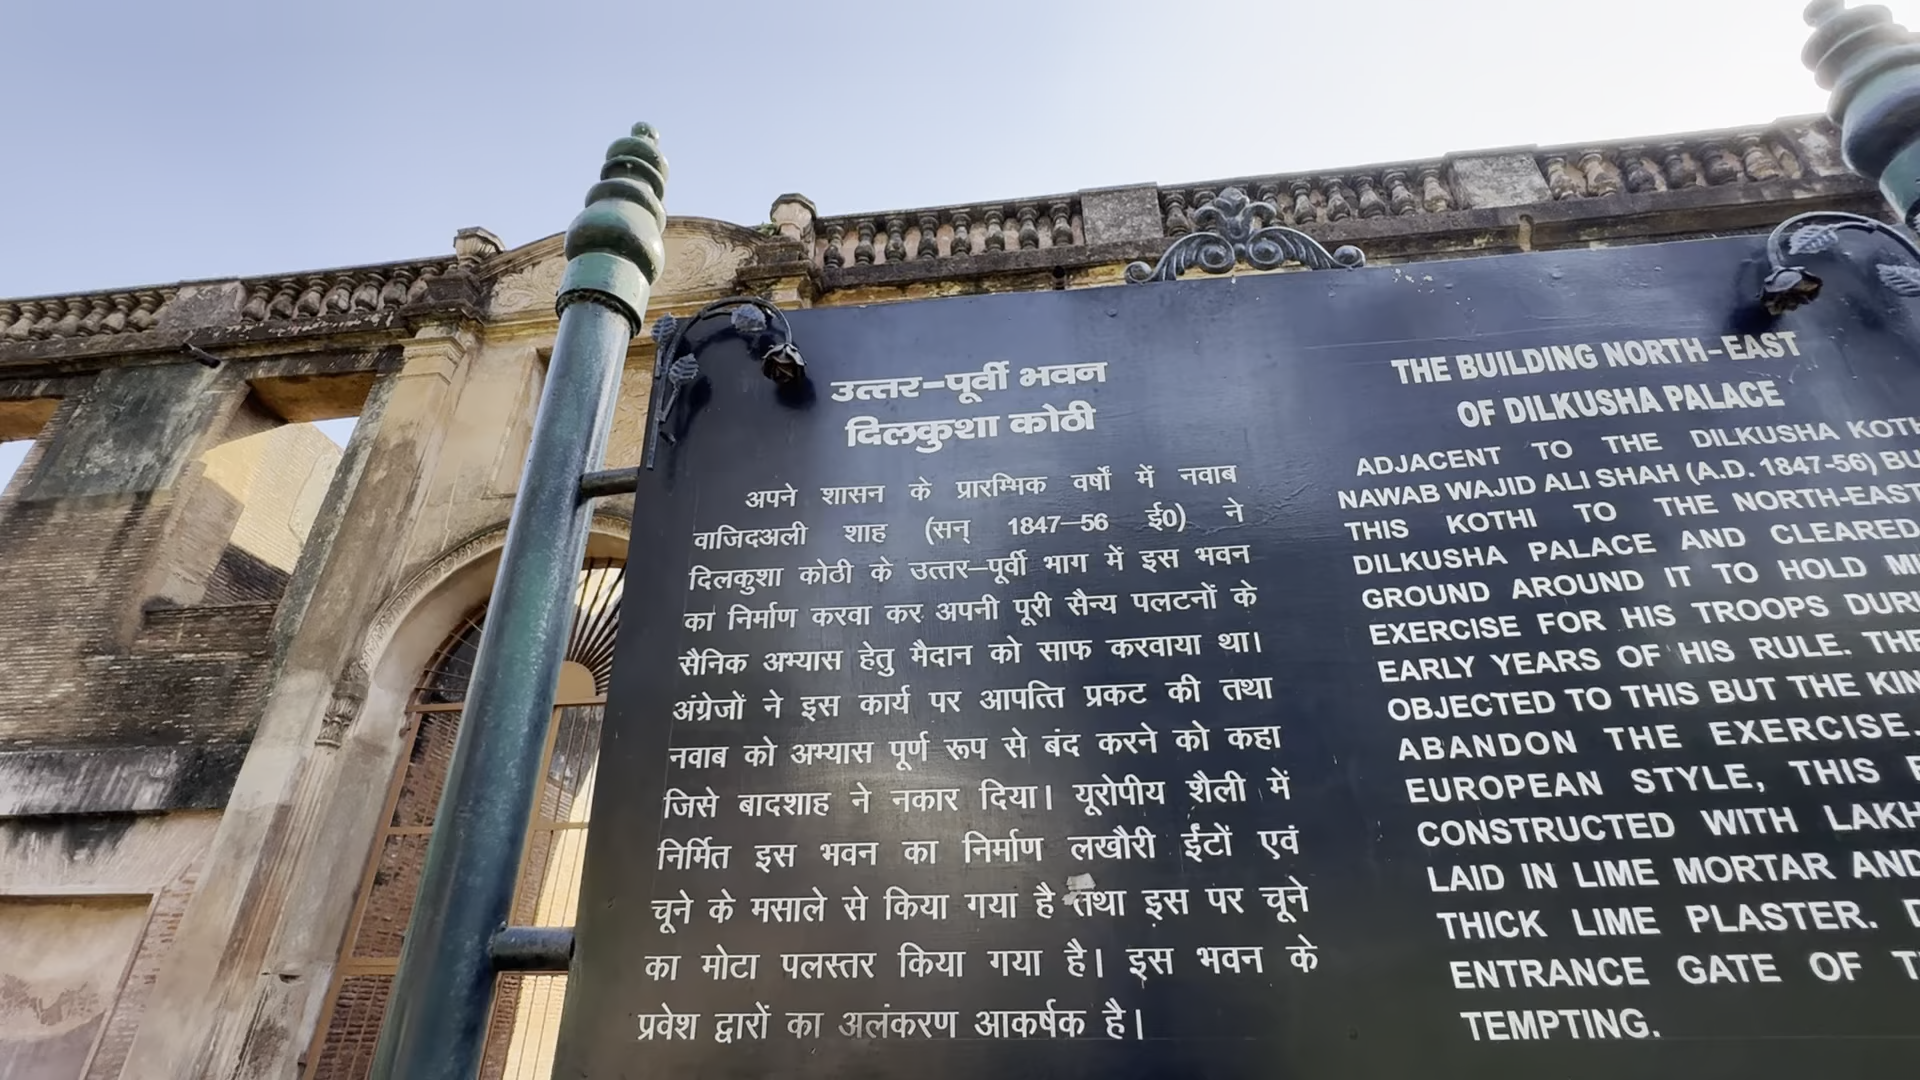 उत्तर-पूर्वी भवन
दिलकुशा कोठी
अपने शासन के प्रारम्भिक वर्षों में नवाब
वाजिदअली शाह (सन् 1847-56 ई0) ने
दिलकुशा कोठी के उत्तर-पूर्वी भाग में इस भवन
का निर्माण करवा कर अपनी पूरी सैन्य पलटनों के
सैनिक अभ्यास हेतु मैदान को साफ करवाया था।
अंग्रेजों ने इस कार्य पर आपत्ति प्रकट की तथा
नवाब को अभ्यास पूर्ण रूप से बंद करने को कहा
जिसे बादशाह ने नकार दिया। यूरोपीय शैली में
निर्मित इस भवन का निर्माण लखौरी ईंटों एवं
चूने के मसाले से किया गया है तथा इस पर चूने
का मोटा पलस्तर किया गया है। इस भवन के
प्रवेश द्वारों का अलंकरण आकर्षक है।
THE BUILDING NORTH-EAST
OF DILKUSHA PALACE
ADJACENT TO THE DILKUSHA
NAWAB WAJID ALI SHAH (A.D. 1847-56)
THIS KOTHI TO THE NORTH-EAST
DILKUSHA PALACE AND CLEARED
GROUND AROUND IT TO HOLD
EXERCISE FOR HIS TROOPS
EARLY YEARS OF HIS RULE.
OBJECTED TO THIS BUT THE
ABANDON THE EXERCISE.
EUROPEAN STYLE, THIS
CONSTRUCTED WITH
LAID IN LIME MORTAR AND
THICK LIME PLASTER.
ENTRANCE GATE OF
TEMPTING.